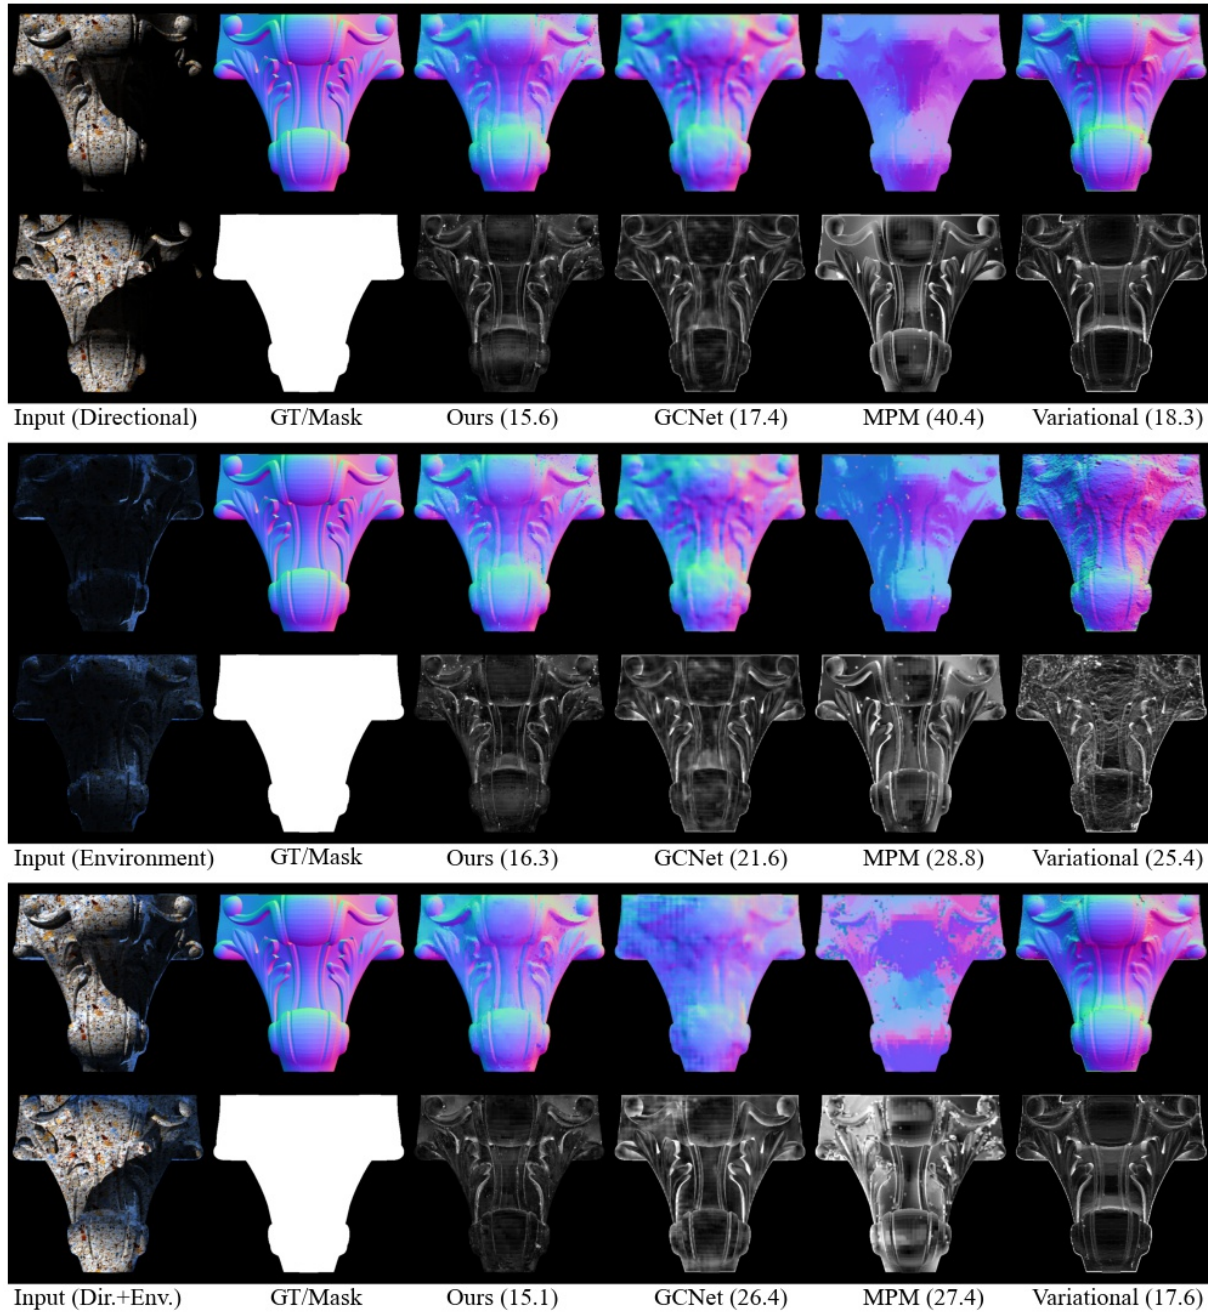 Input (Directional) GT/Mask Ours (15.6) GCNet (17.4) MPM (40.4) Variational (18.3)
Input (Environment) GT/Mask Ours (16.3) GCNet (21.6) MPM (28.8) Variational (25.4)
Input (Dir.+Env.) GT/Mask Ours (15.1) GCNet (26.4) MPM (27.4) Variational (17.6)